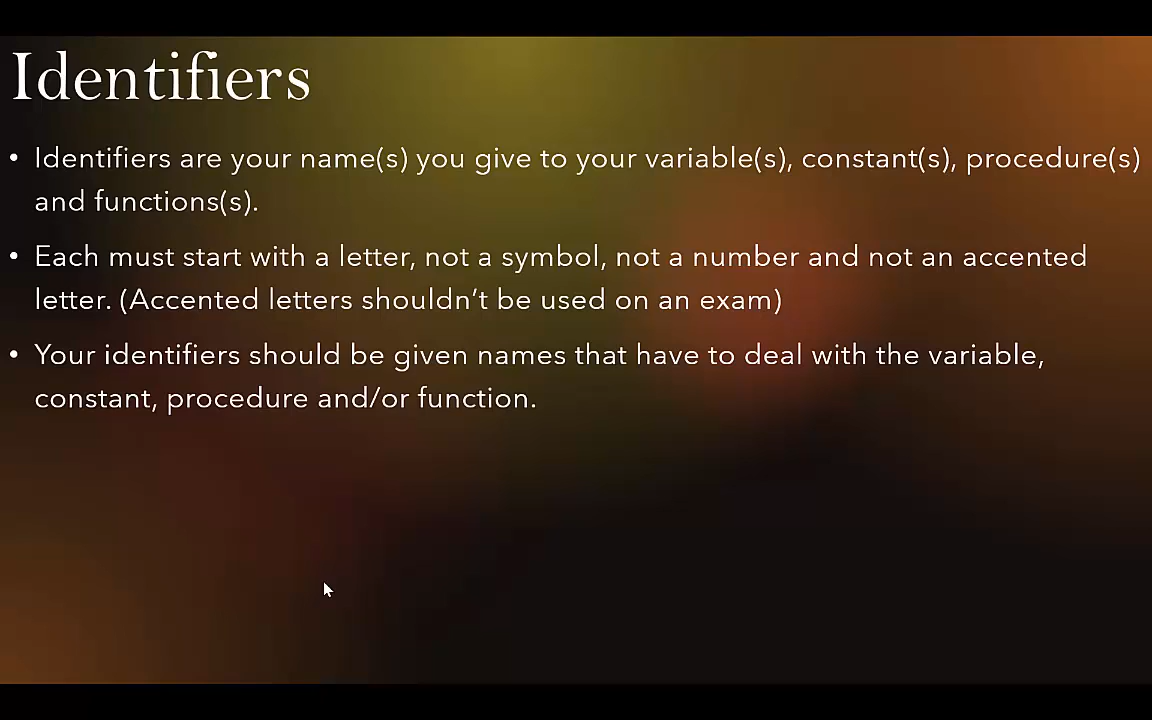 Identifiers
• Identifiers are your name(s) you give to your variable(s), constant(s), procedure(s)
and functions(s).
• Each must start with a letter, not a symbol, not a number and not an accented
letter. (Accented letters shouldn't be used on an exam)
• Your identifiers should be given names that have to deal with the variable,
constant, procedure and/or function.